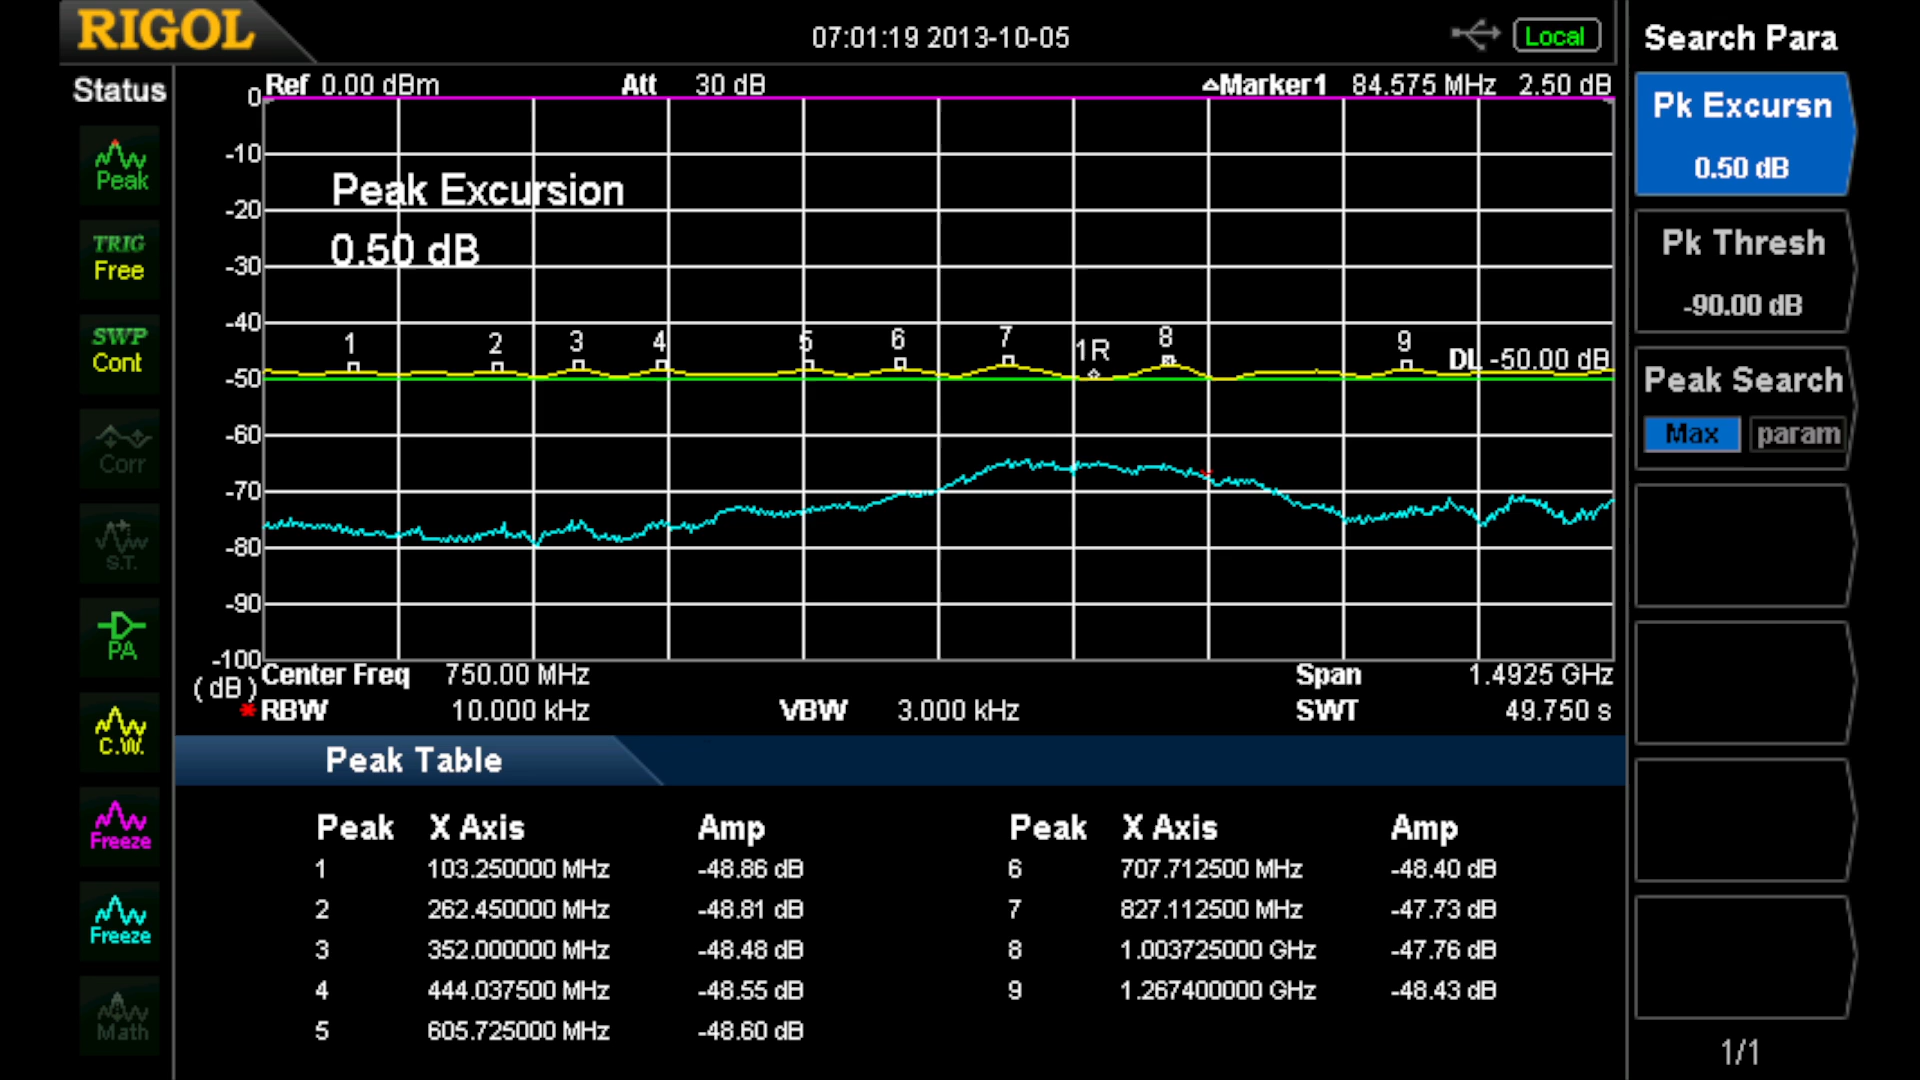 RIGOL
07:01:19 2013-10-05
Local
Status
Peak
TRIG
Free
SWP
Cont
Corr
S.T.
PA
C.W.
Freeze
Freeze
Math
Ref 0.00 dBm Att 30 dB Marker1 84.575 MHz 2.50 dB
0
-10
-20
-30
-40
-50
-60
-70
-80
-90
-100
(dB)
Peak Excursion
0.50 dB
1 2 3 4 5 6 7 1R 8 9
DL -50.00 dB
Center Freq 750.00 MHz Span 1.4925 GHz
*RBW 10.000 kHz VBW 3.000 kHz SWT 49.750 s
Peak Table
Peak X Axis Amp Peak X Axis Amp
1 103.250000 MHz -48.86 dB 6 707.712500 MHz -48.40 dB
2 262.450000 MHz -48.81 dB 7 827.112500 MHz -47.73 dB
3 352.000000 MHz -48.48 dB 8 1.003725000 GHz -47.76 dB
4 444.037500 MHz -48.55 dB 9 1.267400000 GHz -48.43 dB
5 605.725000 MHz -48.60 dB
Search Para
Pk Excursn
0.50 dB
Pk Thresh
-90.00 dB
Peak Search
Max param
1/1